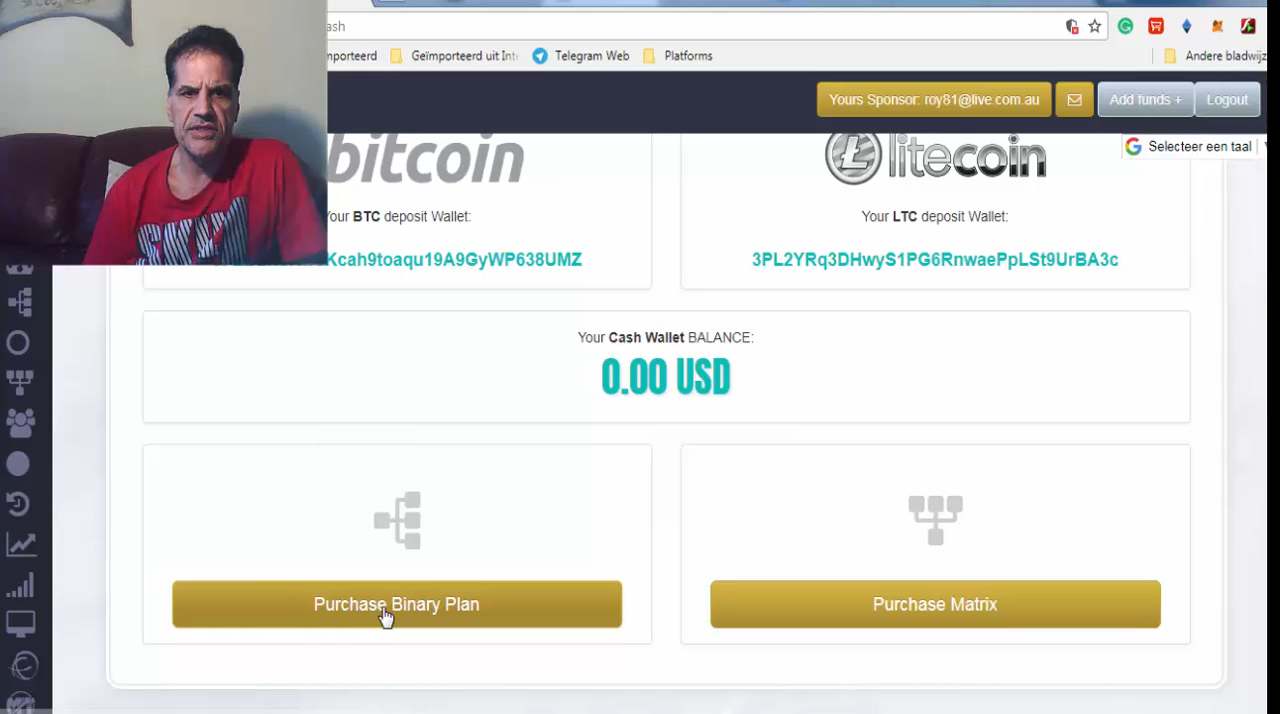 ash
mporteerd
Geïmporteerd uit Int
Telegram Web
Platforms
Andere bladwijz
Yours Sponsor: roy81@live.com.au
Add funds +
Logout
Selecteer een taal
bitcoin
litecoin
Your BTC deposit Wallet:
Your LTC deposit Wallet:
Kcah9toaqu19A9GyWP638UMZ
3PL2YRq3DHwyS1PG6RnwaePpLSt9UrBA3c
Your Cash Wallet BALANCE:
0.00 USD
Purchase Binary Plan
Purchase Matrix